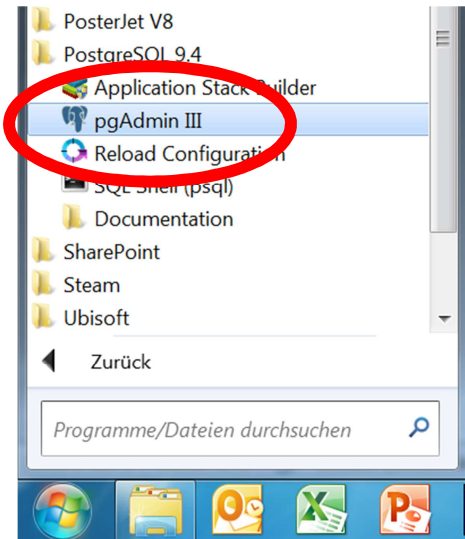 PosterJet V8
PostgreSQL 9.4
Application Stack Builder
pgAdmin III
Reload Configuration
SQL Shell (psql)
Documentation
SharePoint
Steam
Ubisoft
Zurück
Programme/Dateien durchsuchen